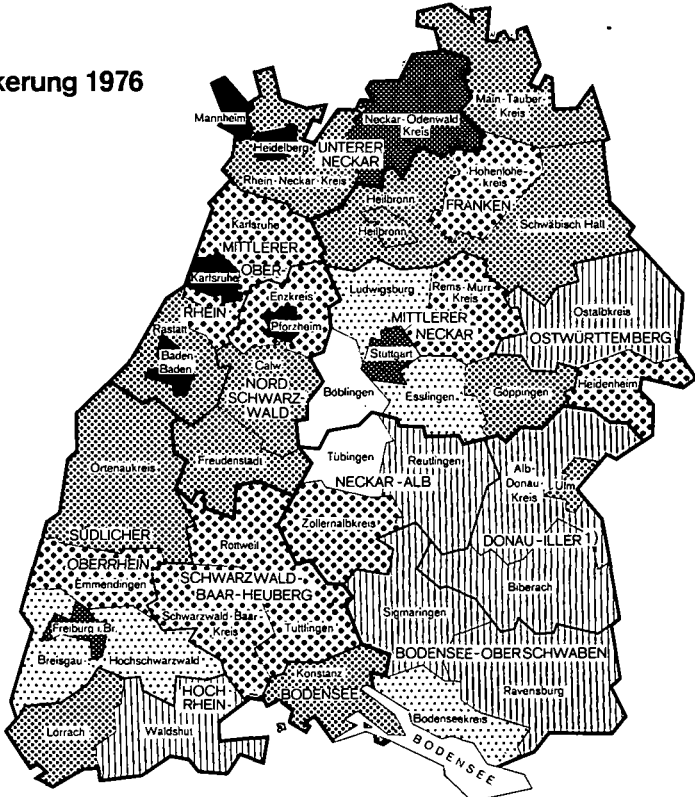 kerung 1976
Main-Tauber-
Kreis
Mannheim
Neckar-Odenwald
Kreis
Heidelberg
UNTERER
NECKAR
Rhein-Neckar-Kreis
Hohenlohe-
kreis
Heilbronn
FRANKEN
Schwäbisch Hall
Heilbronn
Karlsruhe
MITTLERER
OBER-
Karlsruhe
Enzkreis
RHEIN
Pforzheim
Ludwigsburg
Rems-Murr
Kreis
MITTLERER
NECKAR
Ostalbkreis
OSTWÜRTTEMBERG
Rastatt
Baden
Baden
Stuttgart
Calw
NORD
SCHWARZ-
WALD
Böblingen
Esslingen
Göppingen
Heidenheim
Ortenaukreis
Freudenstadt
Tübingen
Reutlingen
NECKAR-ALB
Alb-
Donau-
Kreis
Ulm
Zollernalbkreis
DONAU-ILLER 1)
SÜDLICHER
OBERRHEIN
Emmendingen
Rottweil
SCHWARZWALD-
BAAR-HEUBERG
Schwarzwald-Baar-
Kreis
Tuttlingen
Sigmaringen
Biberach
Freiburg i.Br.
Breisgau-
Hochschwarzwald
BODENSEE-OBERSCHWABEN
Konstanz
BODENSEE
HOCH
RHEIN-
Ravensburg
Lörrach
Waldshut
Bodenseekreis
BODENSEE